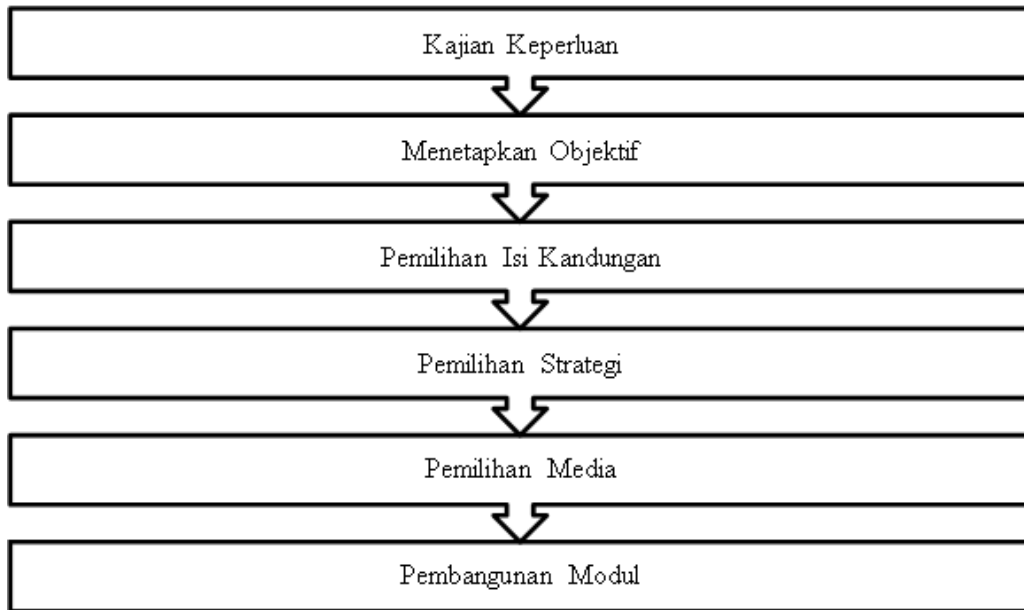 Kajian Keperluan
Menetapkan Objektif
Pemilihan Isi Kandungan
Pemilihan Strategi
Pemilihan Media
Pembangunan Modul